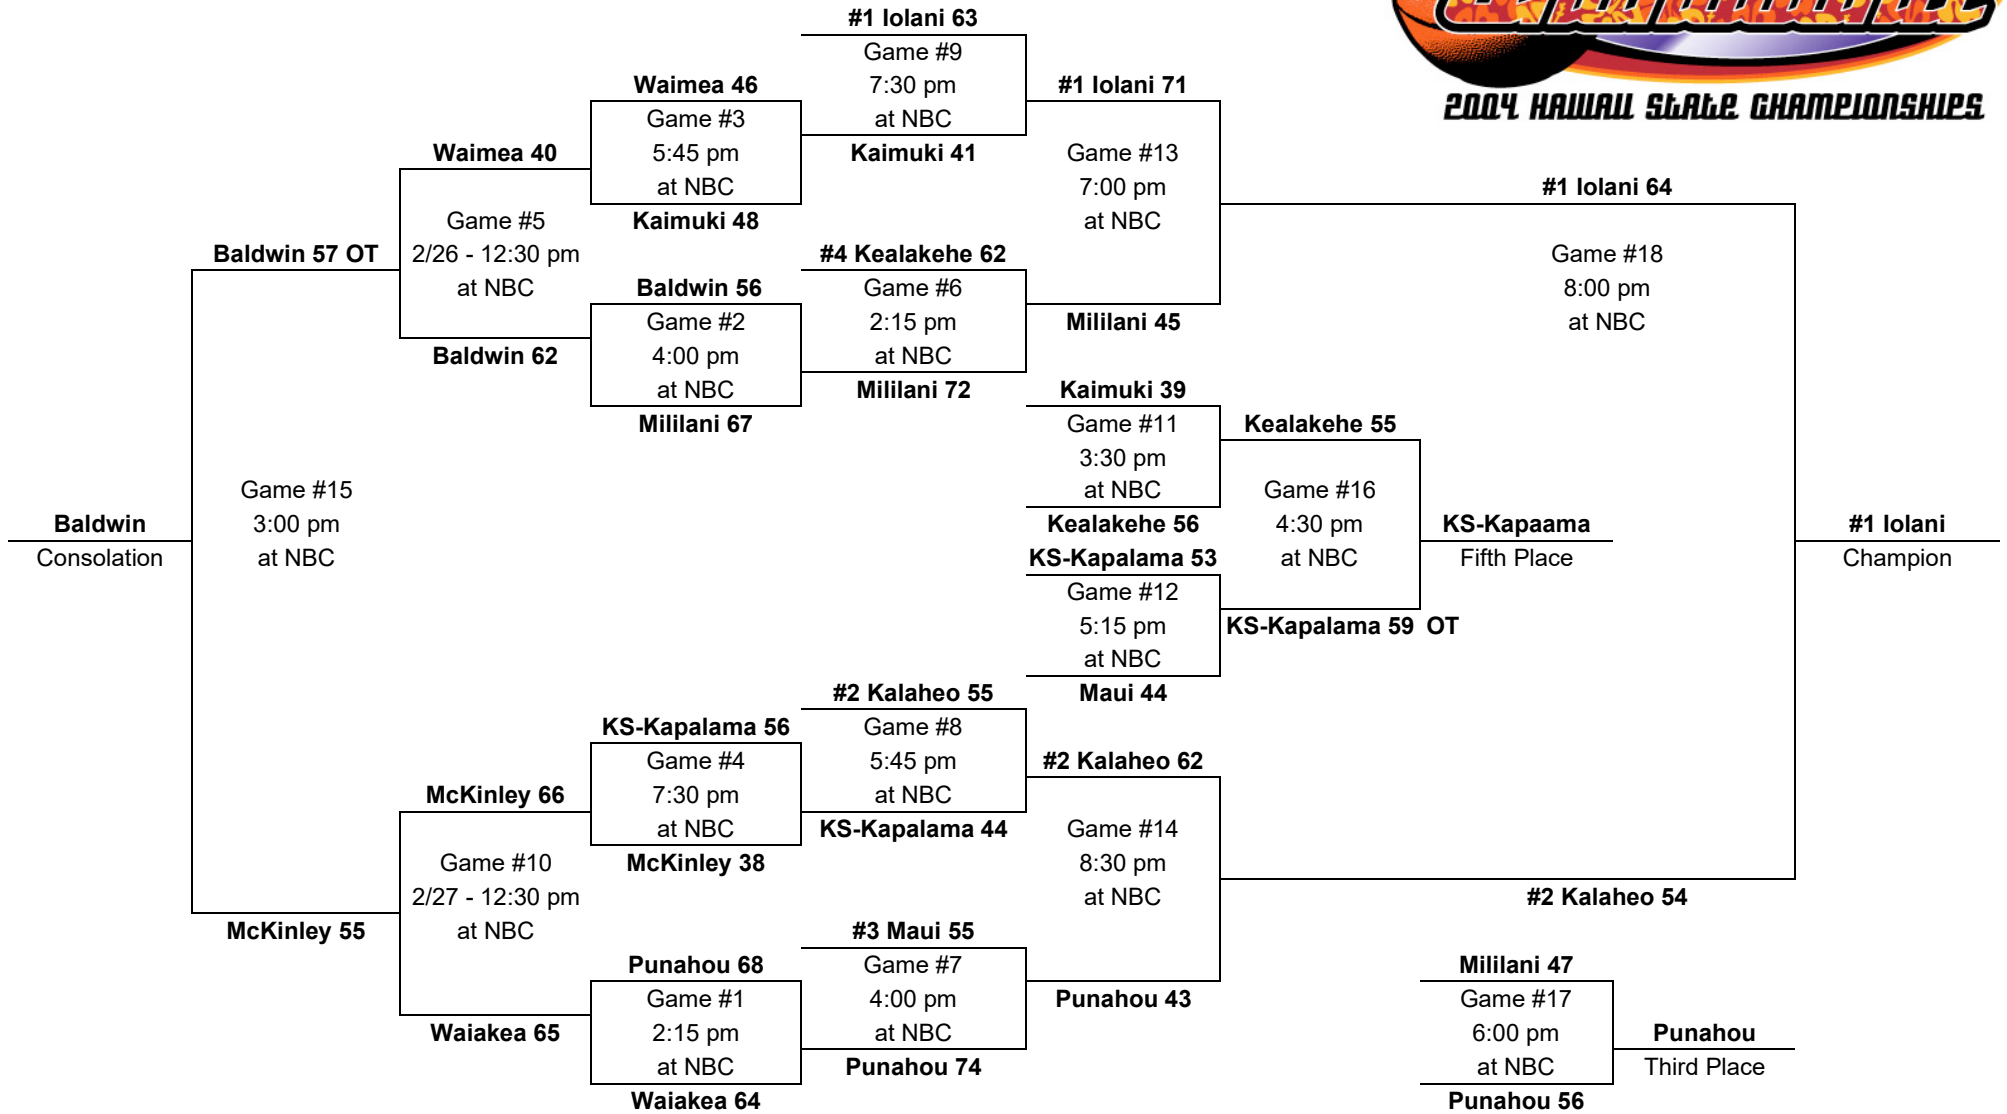 #1 Iolani 63
Game #9
7:30 pm
at NBC
Kaimuki 41
Waimea 46
Game #3
5:45 pm
at NBC
Kaimuki 48
#1 Iolani 71
Game #13
7:00 pm
at NBC
Mililani 45
2004 HAWAII STATE CHAMPIONSHIPS
Waimea 40
Game #5
2/26 - 12:30 pm
at NBC
Baldwin 62
#1 Iolani 64
Game #18
8:00 pm
at NBC
#2 Kalaheo 54
Baldwin 57 OT
Game #15
3:00 pm
at NBC
McKinley 55
Baldwin 56
Game #2
4:00 pm
at NBC
Mililani 67
#4 Kealakehe 62
Game #6
2:15 pm
at NBC
Mililani 72
Kaimuki 39
Game #11
3:30 pm
at NBC
Kealakehe 56
Kealakehe 55
Game #16
4:30 pm
at NBC
KS-Kapalama 59 OT
Baldwin
Consolation
KS-Kapaama
Fifth Place
#1 Iolani
Champion
KS-Kapalama 53
Game #12
5:15 pm
at NBC
Maui 44
#2 Kalaheo 55
Game #8
5:45 pm
at NBC
KS-Kapalama 44
KS-Kapalama 56
Game #4
7:30 pm
at NBC
McKinley 38
#2 Kalaheo 62
Game #14
8:30 pm
at NBC
Punahou 43
McKinley 66
Game #10
2/27 - 12:30 pm
at NBC
Waiakea 65
#3 Maui 55
Game #7
4:00 pm
at NBC
Punahou 74
Punahou 68
Game #1
2:15 pm
at NBC
Waiakea 64
Mililani 47
Game #17
6:00 pm
at NBC
Punahou 56
Punahou
Third Place